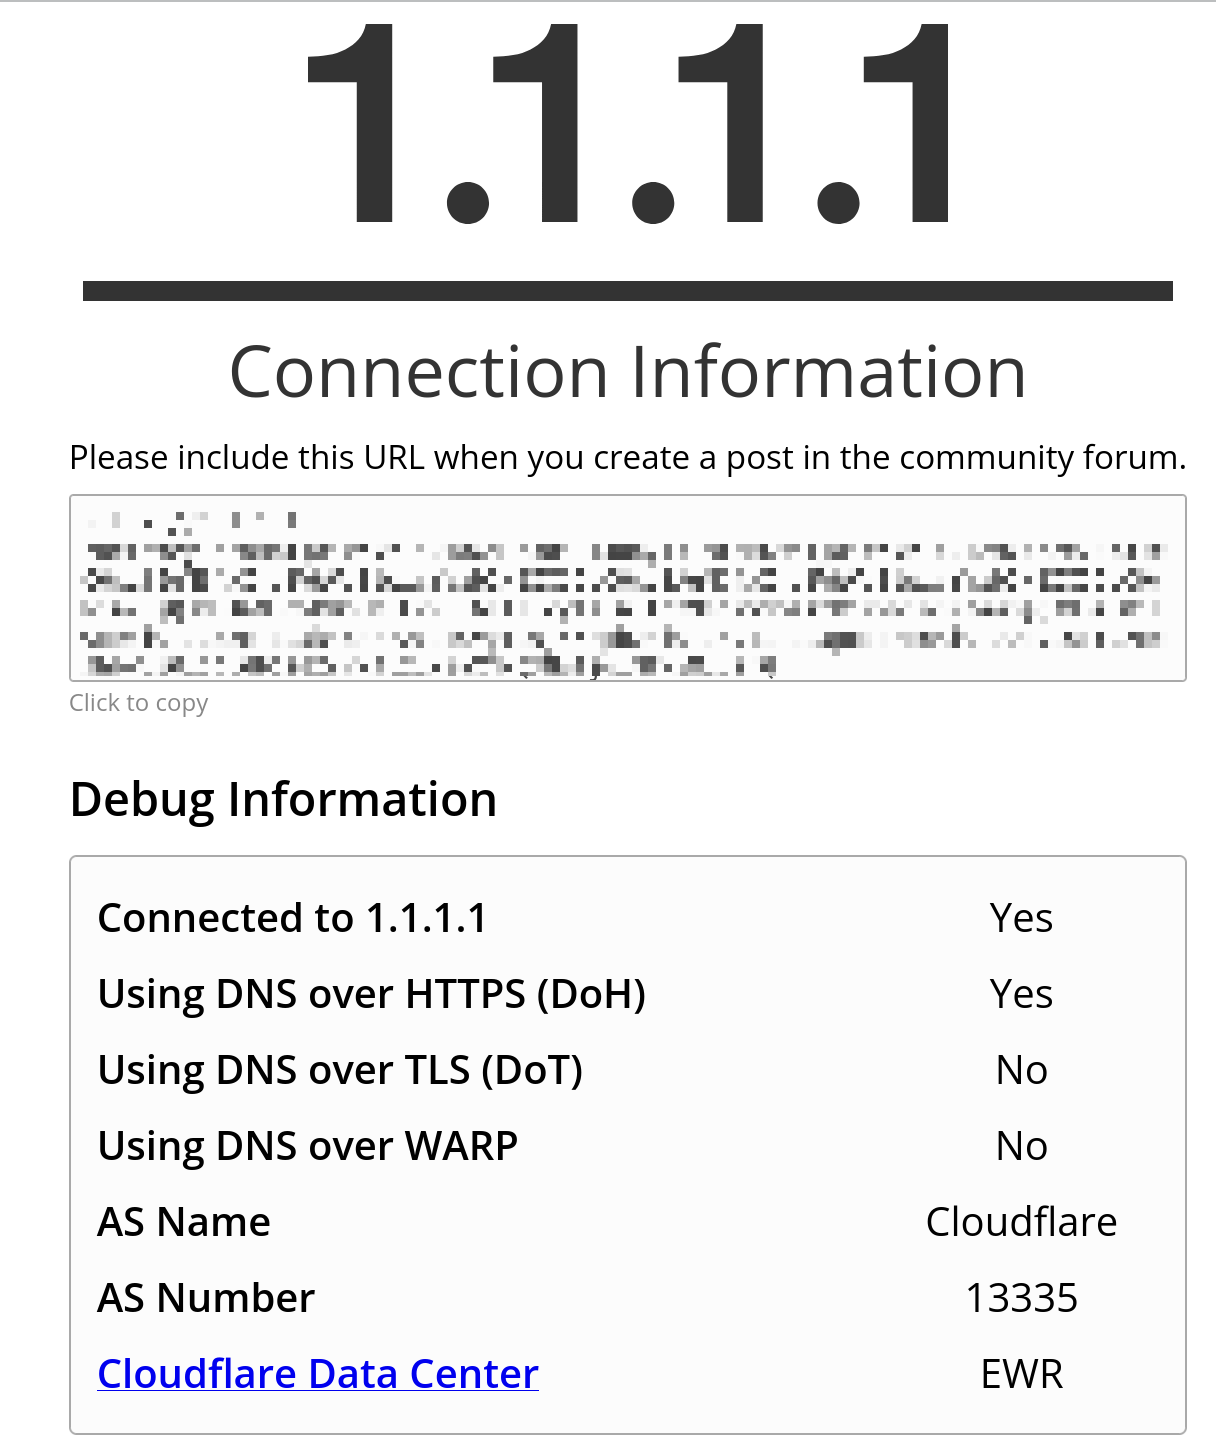 1.1.1.1
Connection Information
Please include this URL when you create a post in the community forum.
Click to copy
Debug Information
Connected to 1.1.1.1 Yes
Using DNS over HTTPS (DoH) Yes
Using DNS over TLS (DoT) No
Using DNS over WARP No
AS Name Cloudflare
AS Number 13335
Cloudflare Data Center EWR